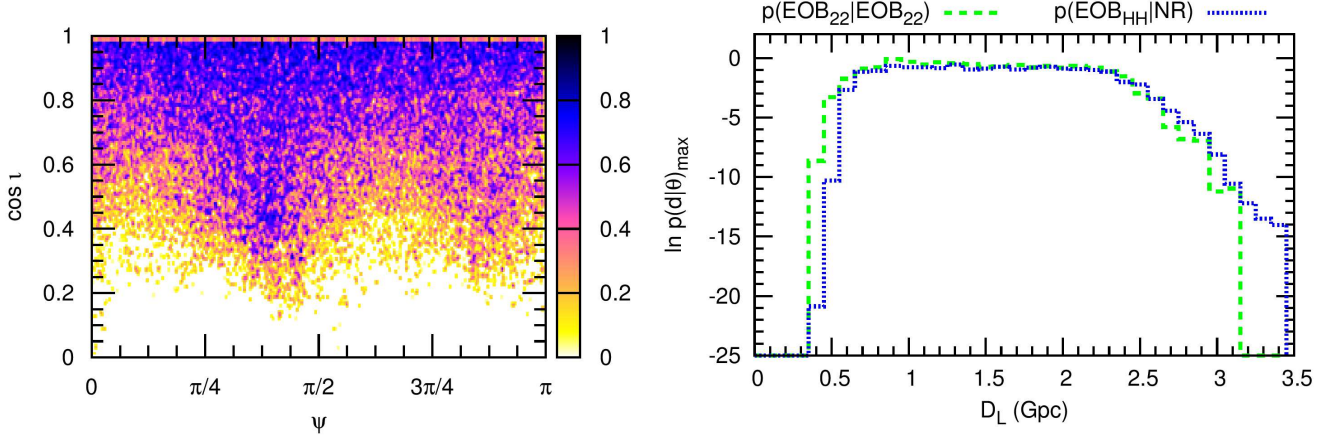 p(EOB22|EOB22)
p(EOBHH|NR)
1
0.8
0.6
0.4
0.2
0
cos ι
0
π/4
π/2
3π/4
π
ψ
1
0.8
0.6
0.4
0.2
0
0
-5
-10
-15
-20
-25
ln p(d|θ)max
0
0.5
1
1.5
2
2.5
3
3.5
DL (Gpc)